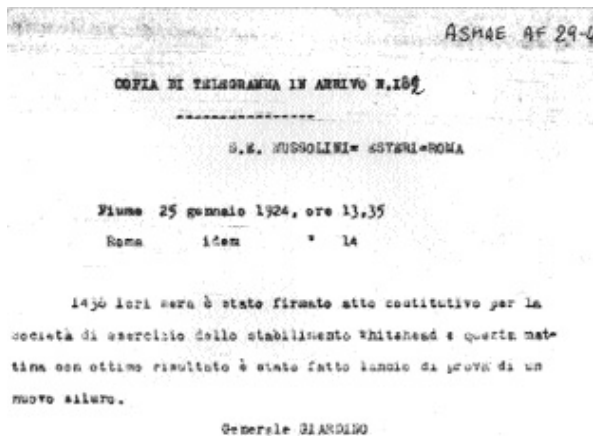 ASMAE AF 29-
COPIA DI TELEGRAMMA IN ARRIVO N.189
----------------
S.E. MUSSOLINI= ESTERI=ROMA
Fiume 25 gennaio 1924, ore 13,35
Roma idem " 14
1436 Ieri sera è stato firmato atto costitutivo per la
società di esercizio dello stabilimento Whitehead e questa mat-
tina con ottimo risultato è stato fatto lancio di prova di un
nuovo siluro.
Generale GIARDINO